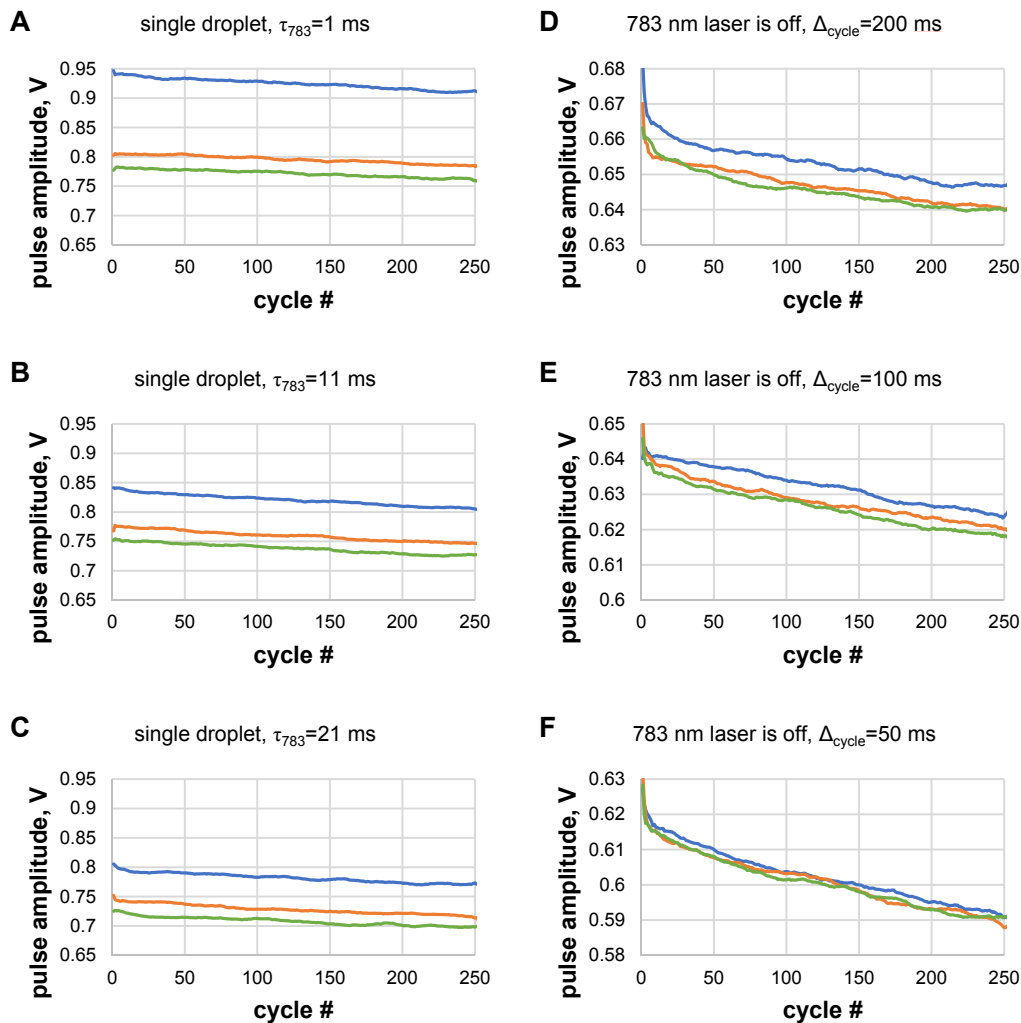 A
single droplet, τ783=1 ms
pulse amplitude, V
0.95
0.9
0.85
0.8
0.75
0.7
0.65
0 50 100 150 200 250
cycle #
B
single droplet, τ783=11 ms
pulse amplitude, V
0.95
0.9
0.85
0.8
0.75
0.7
0.65
0 50 100 150 200 250
cycle #
C
single droplet, τ783=21 ms
pulse amplitude, V
0.95
0.9
0.85
0.8
0.75
0.7
0.65
0 50 100 150 200 250
cycle #
D
783 nm laser is off, Δcycle=200 ms
pulse amplitude, V
0.68
0.67
0.66
0.65
0.64
0.63
0 50 100 150 200 250
cycle #
E
783 nm laser is off, Δcycle=100 ms
pulse amplitude, V
0.65
0.64
0.63
0.62
0.61
0.6
0 50 100 150 200 250
cycle #
F
783 nm laser is off, Δcycle=50 ms
pulse amplitude, V
0.63
0.62
0.61
0.6
0.59
0.58
0 50 100 150 200 250
cycle #